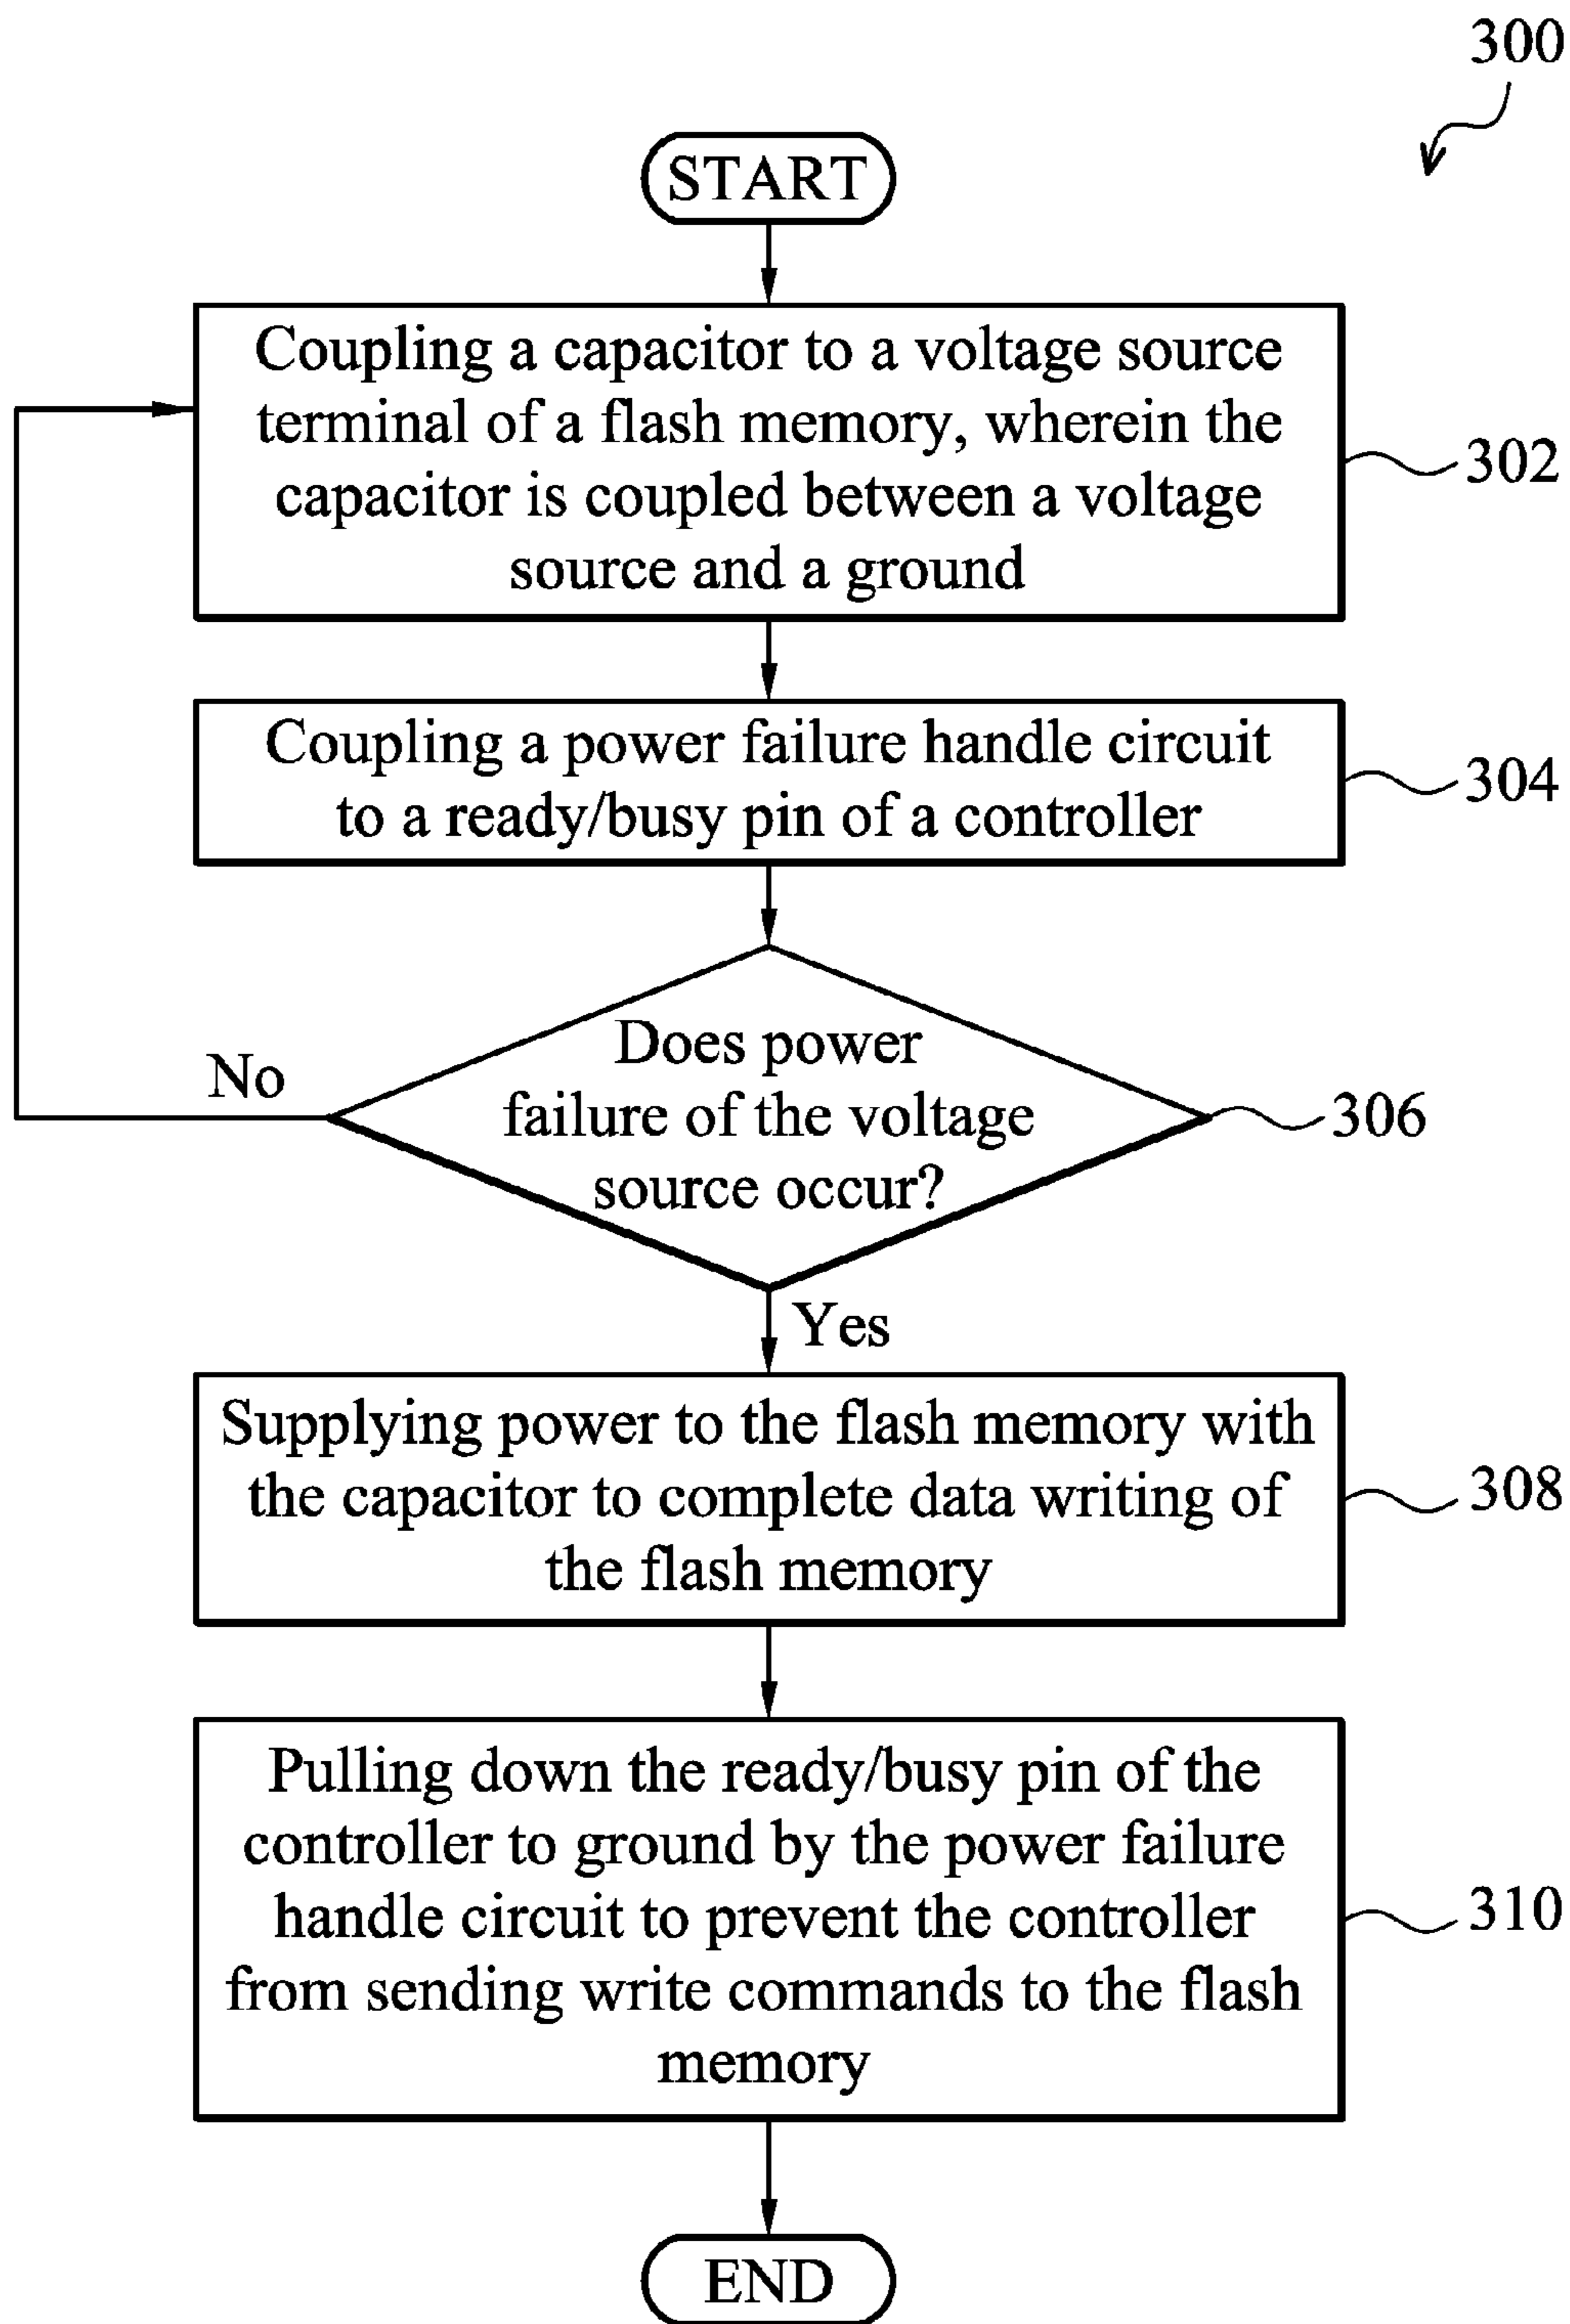 300
START
Coupling a capacitor to a voltage source
terminal of a flash memory, wherein the
capacitor is coupled between a voltage
source and a ground
302
Coupling a power failure handle circuit
to a ready/busy pin of a controller
304
Does power
failure of the voltage
source occur?
306
No
Yes
Supplying power to the flash memory with
the capacitor to complete data writing of
the flash memory
308
Pulling down the ready/busy pin of the
controller to ground by the power failure
handle circuit to prevent the controller
from sending write commands to the flash
memory
310
END